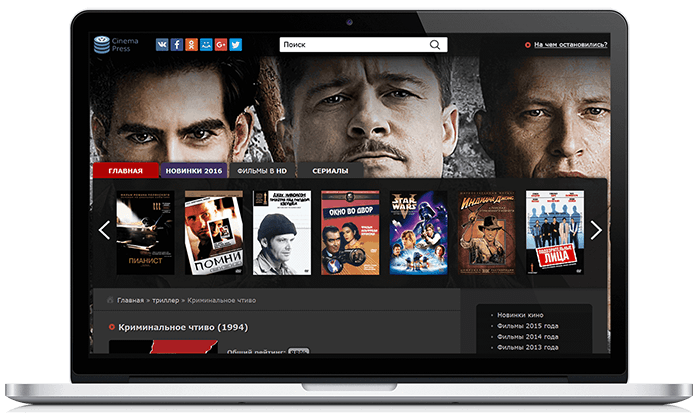 Cinema
Press
Поиск
На чем остановились?
ГЛАВНАЯ
НОВИНКИ 2016
ФИЛЬМЫ В HD
СЕРИАЛЫ
ПИАНИСТ
ПОМНИ
ОКНО ВО ДВОР
STAR WARS
ИНДИАНА ДЖОНС
ПОДОЗРИТЕЛЬНЫЕ
ЛИЦА
Главная » триллер » Криминальное чтиво
Криминальное чтиво (1994)
Общий рейтинг:
Новинки кино
Фильмы 2015 года
Фильмы 2014 года
Фильмы 2013 года